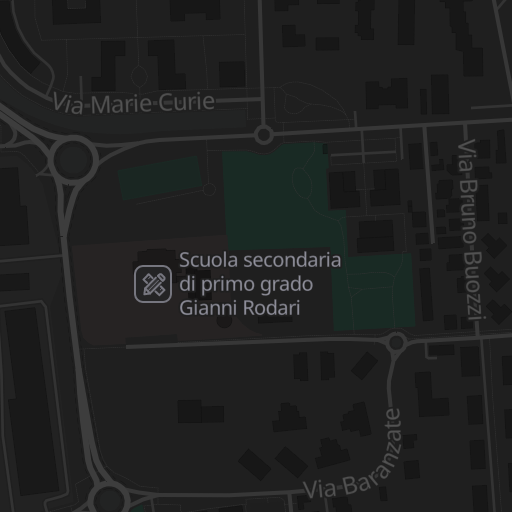 Via Marie Curie
Via Bruno Buozzi
Scuola secondaria
di primo grado
Gianni Rodari
Via Baranzate